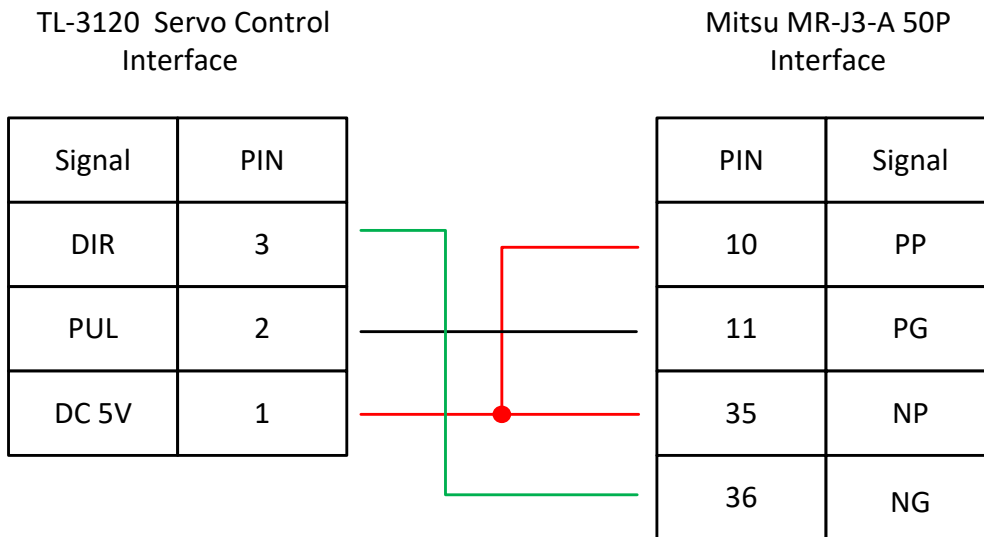 TL-3120 Servo Control
Interface
Mitsu MR-J3-A 50P
Interface
Signal PIN
DIR 3
PUL 2
DC 5V 1
PIN Signal
10 PP
11 PG
35 NP
36 NG